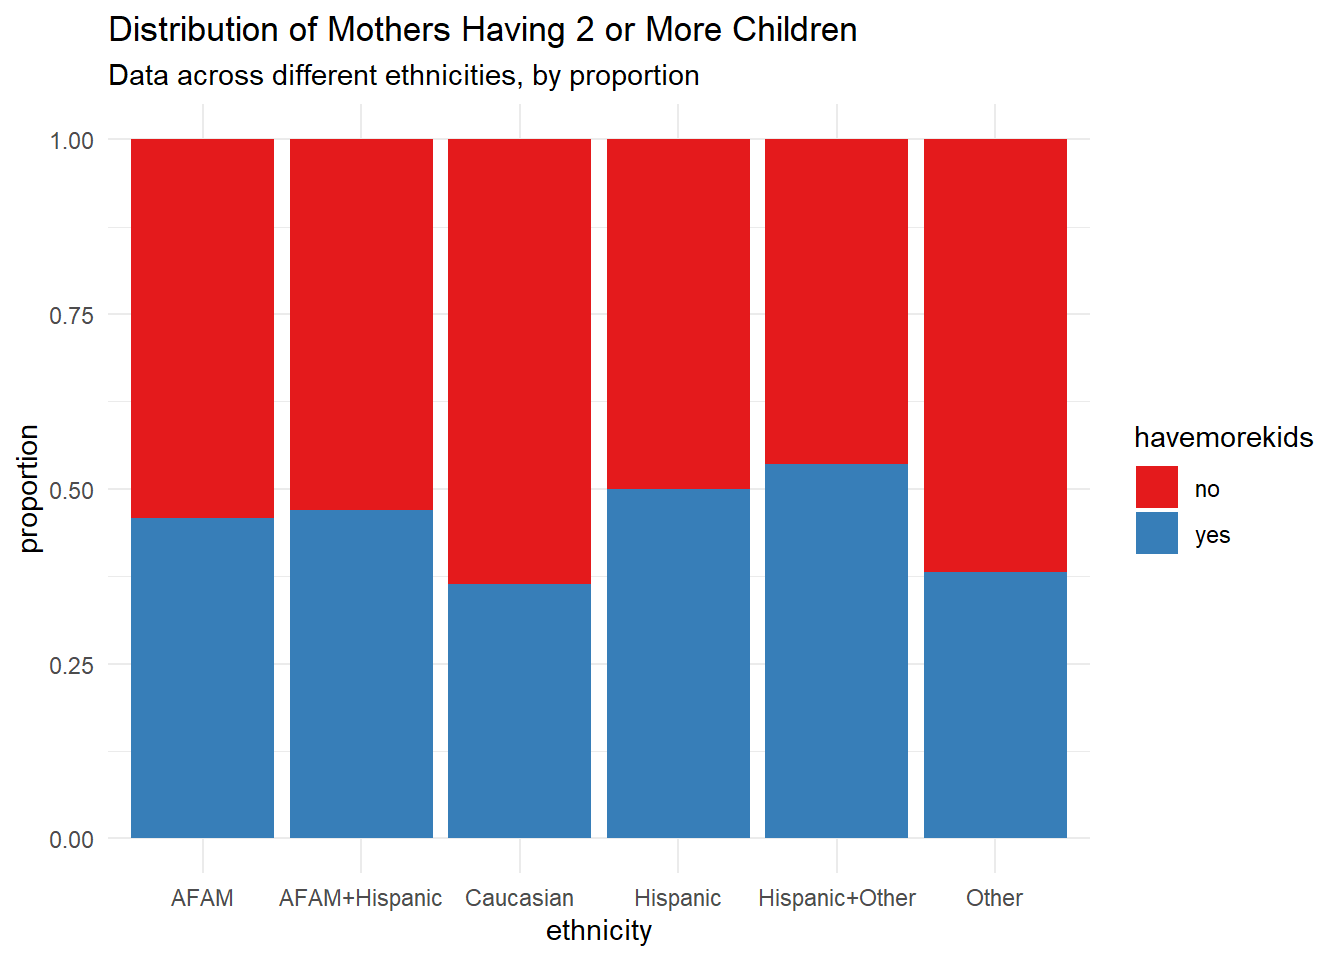 Distribution of Mothers Having 2 or More Children
Data across different ethnicities, by proportion
1.00
0.75
0.50
0.25
0.00
proportion
AFAM AFAM+Hispanic Caucasian Hispanic Hispanic+Other Other
ethnicity
havemorekids
no
yes